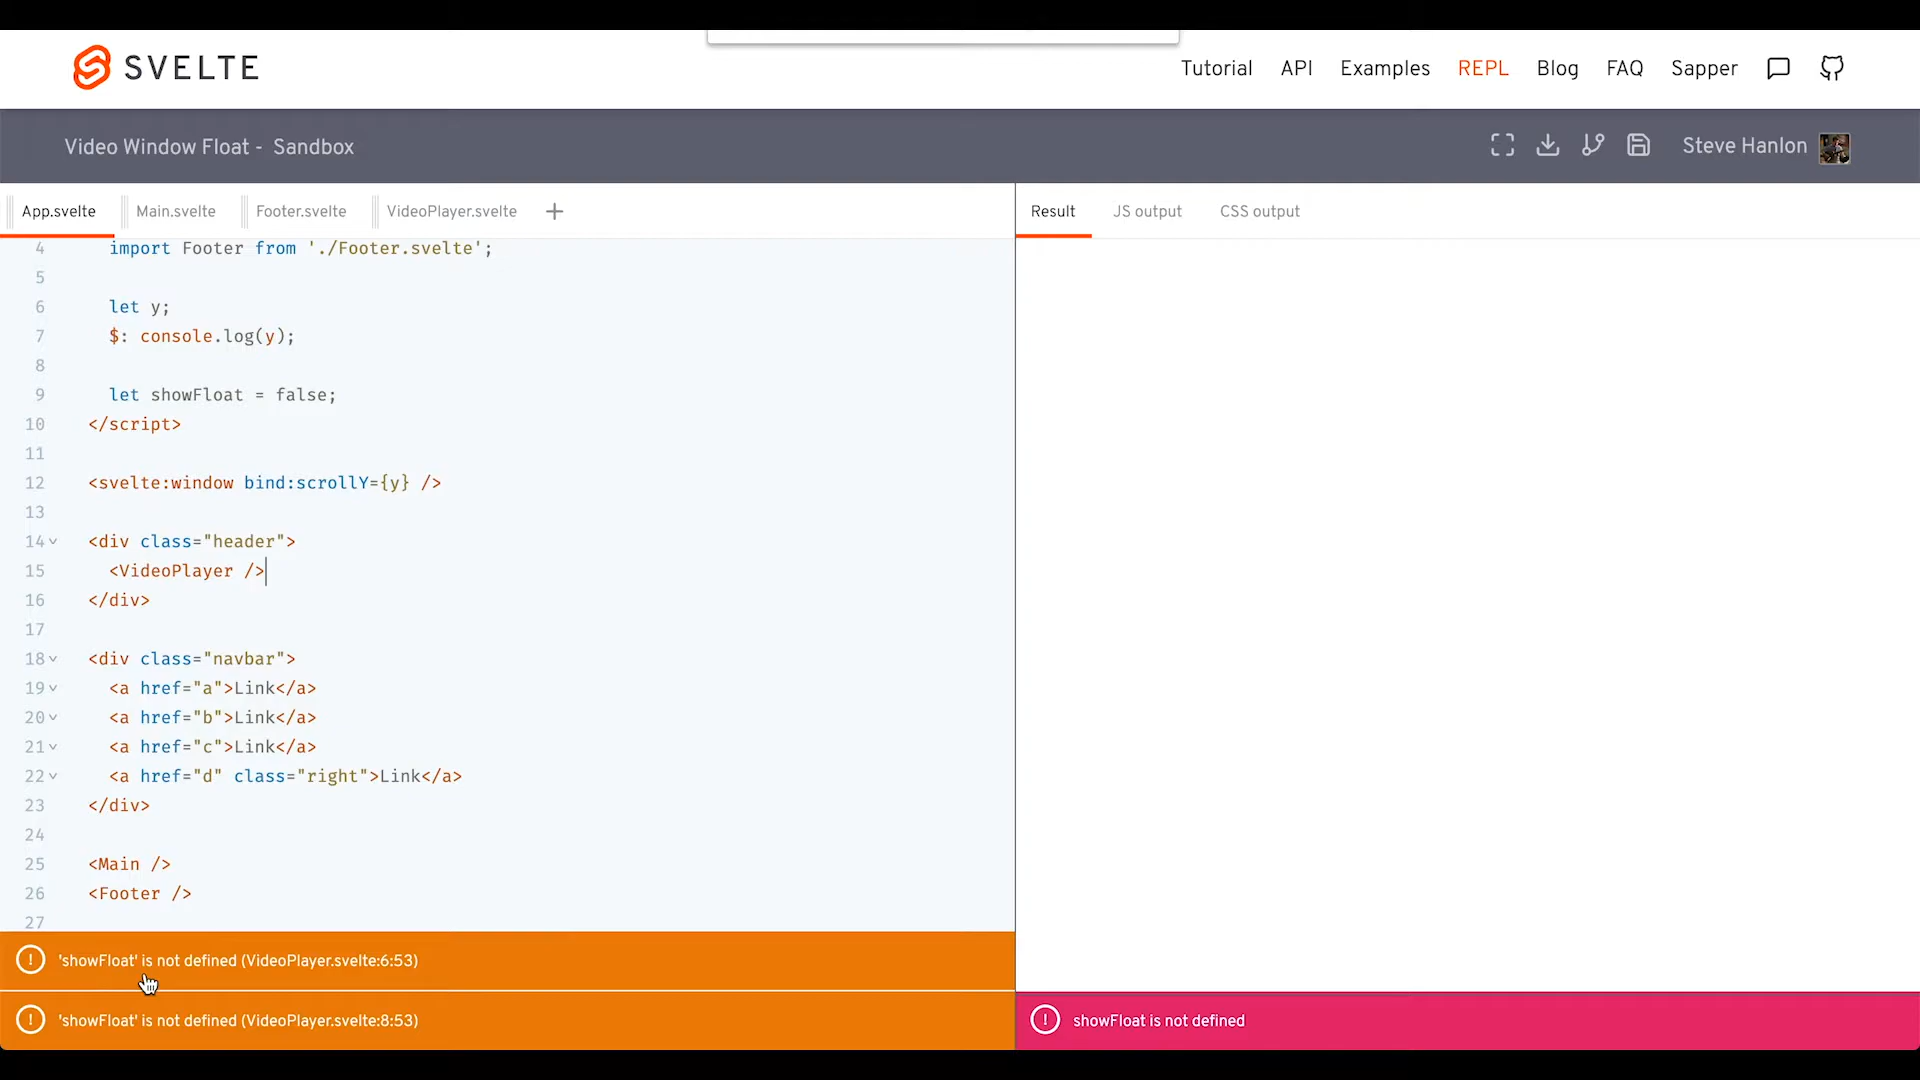 SVELTE
Tutorial API Examples REPL Blog FAQ Sapper
Video Window Float - Sandbox
Steve Hanlon
App.svelte Main.svelte Footer.svelte VideoPlayer.svelte +
Result JS output CSS output
4 import Footer from './Footer.svelte';
5
6 let y;
7 $: console.log(y);
8
9 let showFloat = false;
10 </script>
11
12 <svelte:window bind:scrollY={y} />
13
14 <div class="header">
15 <VideoPlayer />
16 </div>
17
18 <div class="navbar">
19 <a href="a">Link</a>
20 <a href="b">Link</a>
21 <a href="c">Link</a>
22 <a href="d" class="right">Link</a>
23 </div>
24
25 <Main />
26 <Footer />
27
'showFloat' is not defined (VideoPlayer.svelte:6:53)
'showFloat' is not defined (VideoPlayer.svelte:8:53)
showFloat is not defined